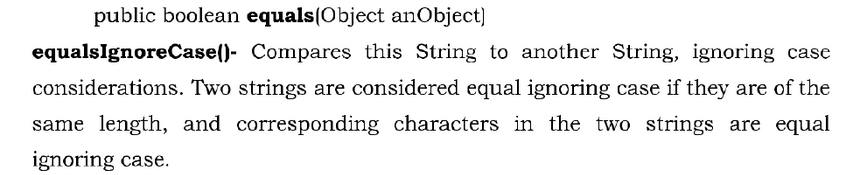 public boolean equals(Object anObject)
equalsIgnoreCase()- Compares this String to another String, ignoring case
considerations. Two strings are considered equal ignoring case if they are of the
same length, and corresponding characters in the two strings are equal
ignoring case.